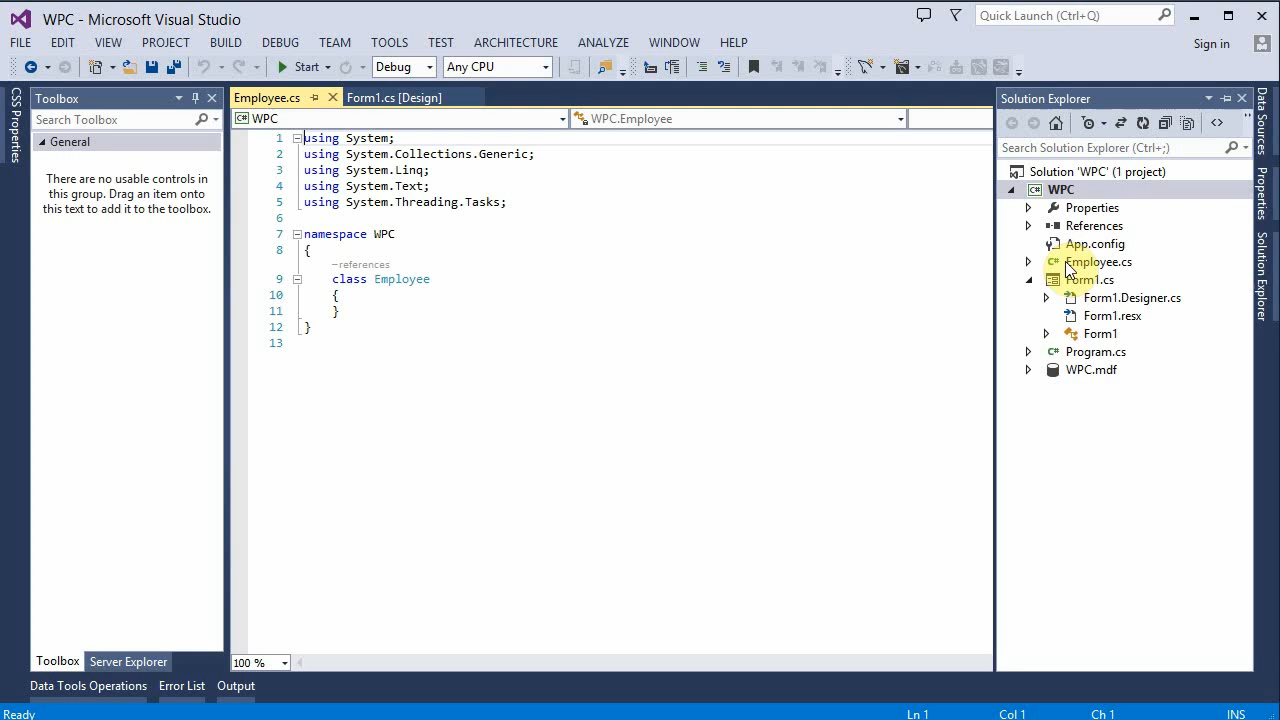 WPC - Microsoft Visual Studio
Quick Launch (Ctrl+Q)
FILE EDIT VIEW PROJECT BUILD DEBUG TEAM TOOLS TEST ARCHITECTURE ANALYZE WINDOW HELP
Sign in
Start Debug Any CPU
CSS Properties
Toolbox
Search Toolbox
General
There are no usable controls in
this group. Drag an item onto
this text to add it to the toolbox.
Toolbox Server Explorer
Employee.cs Form1.cs [Design]
C# WPC WPC.Employee
1 using System;
2 using System.Collections.Generic;
3 using System.Linq;
4 using System.Text;
5 using System.Threading.Tasks;
6
7 namespace WPC
8 {
–references
9 class Employee
10 {
11 }
12 }
13
100 %
Solution Explorer
Search Solution Explorer (Ctrl+;)
Solution 'WPC' (1 project)
C# WPC
Properties
References
App.config
C# Employee.cs
Form1.cs
Form1.Designer.cs
Form1.resx
Form1
C# Program.cs
WPC.mdf
Data Sources
Properties
Solution Explorer
Data Tools Operations Error List Output
Ready Ln 1 Col 1 Ch 1 INS